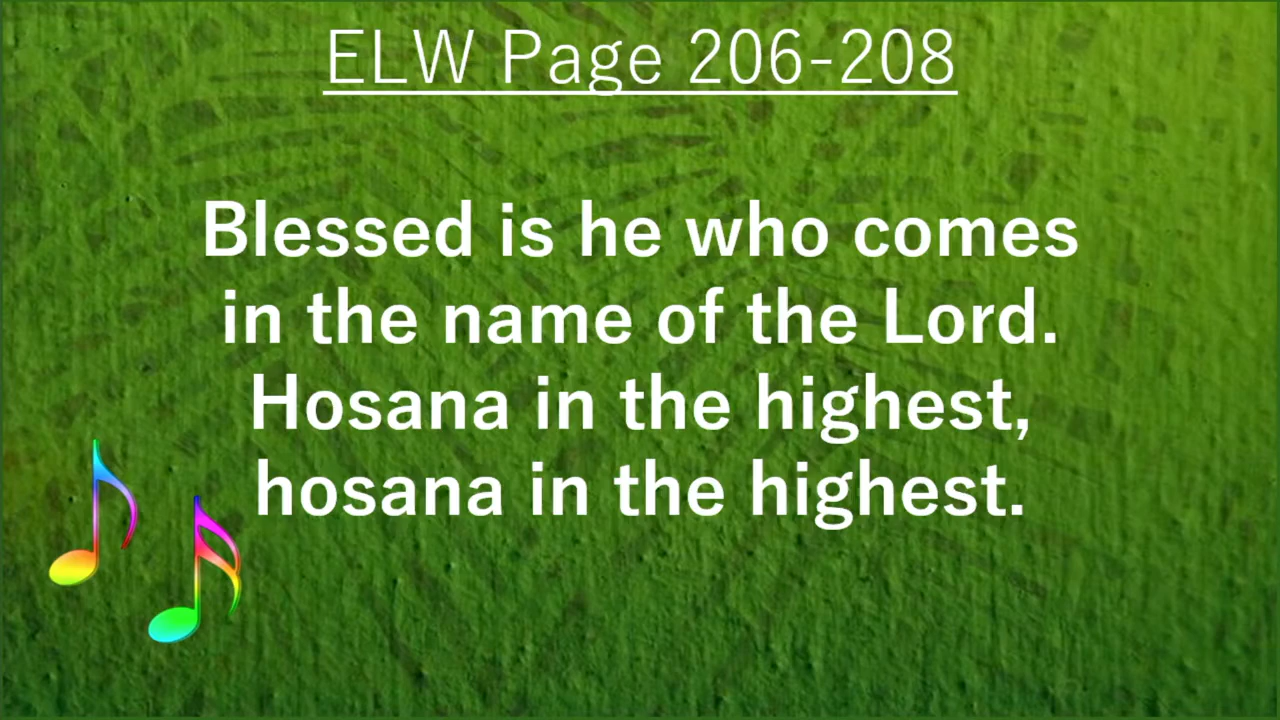 ELW Page 206-208
Blessed is he who comes
in the name of the Lord.
Hosana in the highest,
hosana in the highest.